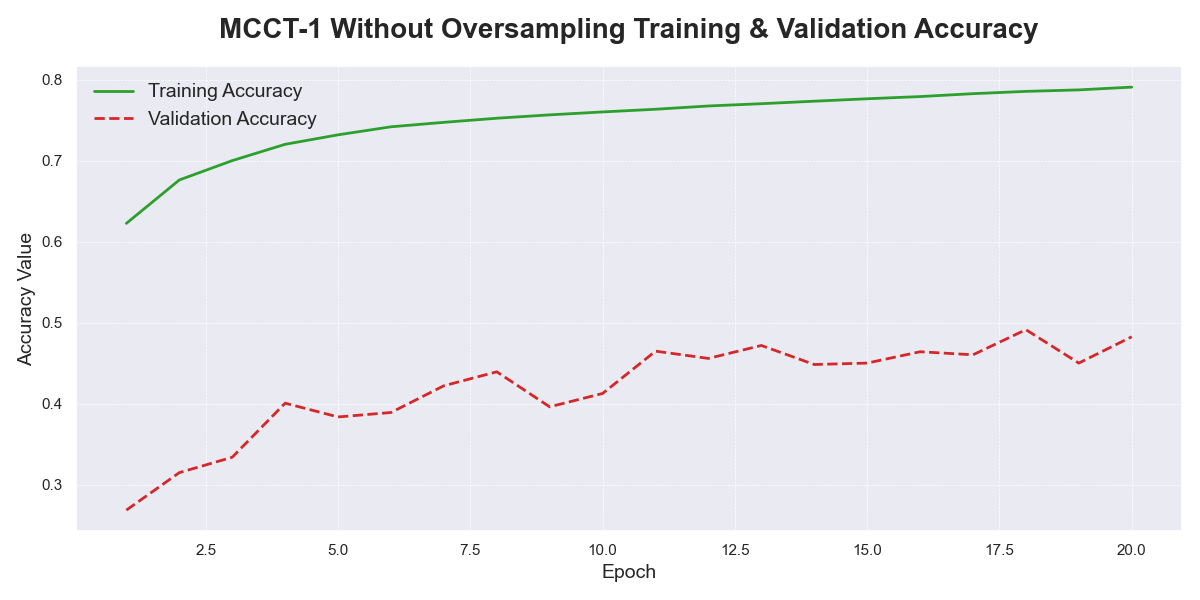 MCCT-1 Without Oversampling Training & Validation Accuracy
0.8
Training Accuracy
Validation Accuracy
0.7
0.6
0.5
0.4
0.3
Accuracy Value
2.5 5.0 7.5 10.0 12.5 15.0 17.5 20.0
Epoch